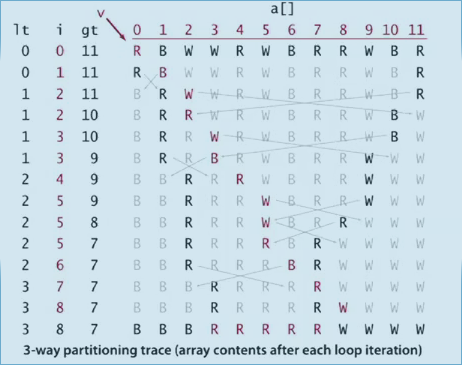 a[]
v
lt i gt 0 1 2 3 4 5 6 7 8 9 10 11
0 0 11 R B W W R W B R R W B R
0 1 11 R B W W R W B R R W B R
1 2 11 B R W W R W B R R W B R
1 2 10 B R R W R W B R R W B W
1 3 10 B R R W R W B R R W B W
1 3 9 B R R B R W B R R W W W
2 4 9 B B R R R W B R R W W W
2 5 9 B B R R R W B R R W W W
2 5 8 B B R R R W B R R W W W
2 5 7 B B R R R R B R W W W W
2 6 7 B B R R R R B R W W W W
3 7 7 B B B R R R R R W W W W
3 8 7 B B B R R R R R W W W W
3 8 7 B B B R R R R R W W W W
3-way partitioning trace (array contents after each loop iteration)